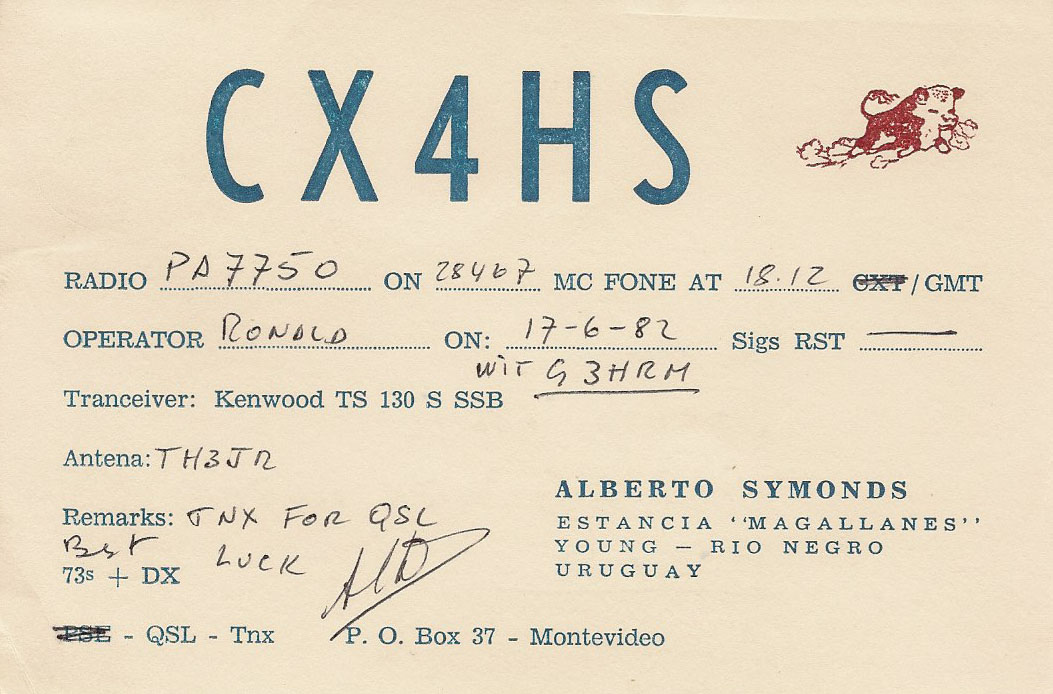 CX4HS
RADIO PA7750 ON 28467 MC FONE AT 18.12 CXT/GMT
OPERATOR RONALD ON: 17-6-82 Sigs RST —
WIT G3HRM
Tranceiver: Kenwood TS 130 S SSB
Antena: TH3JR
ALBERTO SYMONDS
ESTANCIA "MAGALLANES"
YOUNG — RIO NEGRO
URUGUAY
Remarks: TNX FOR QSL
Best LUCK
73s + DX
PSE - QSL - Tnx P. O. Box 37 - Montevideo